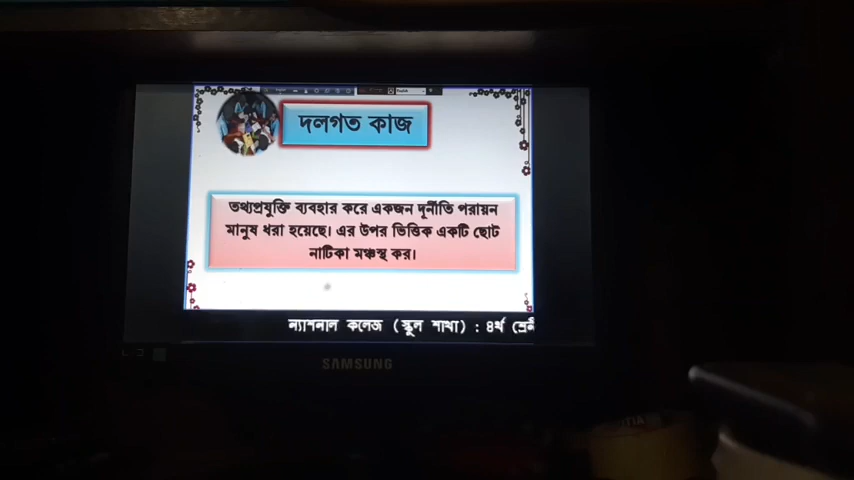 দলগত কাজ
তথ্যপ্রযুক্তি ব্যবহার করে একজন দূর্নীতি পরায়ন
মানুষ ধরা হয়েছে। এর উপর ভিত্তিক একটি ছোট
নাটিকা মঞ্চস্থ কর।
ন্যাশনাল কলেজ (স্কুল শাখা) : ৪র্থ শ্রেনী
SAMSUNG